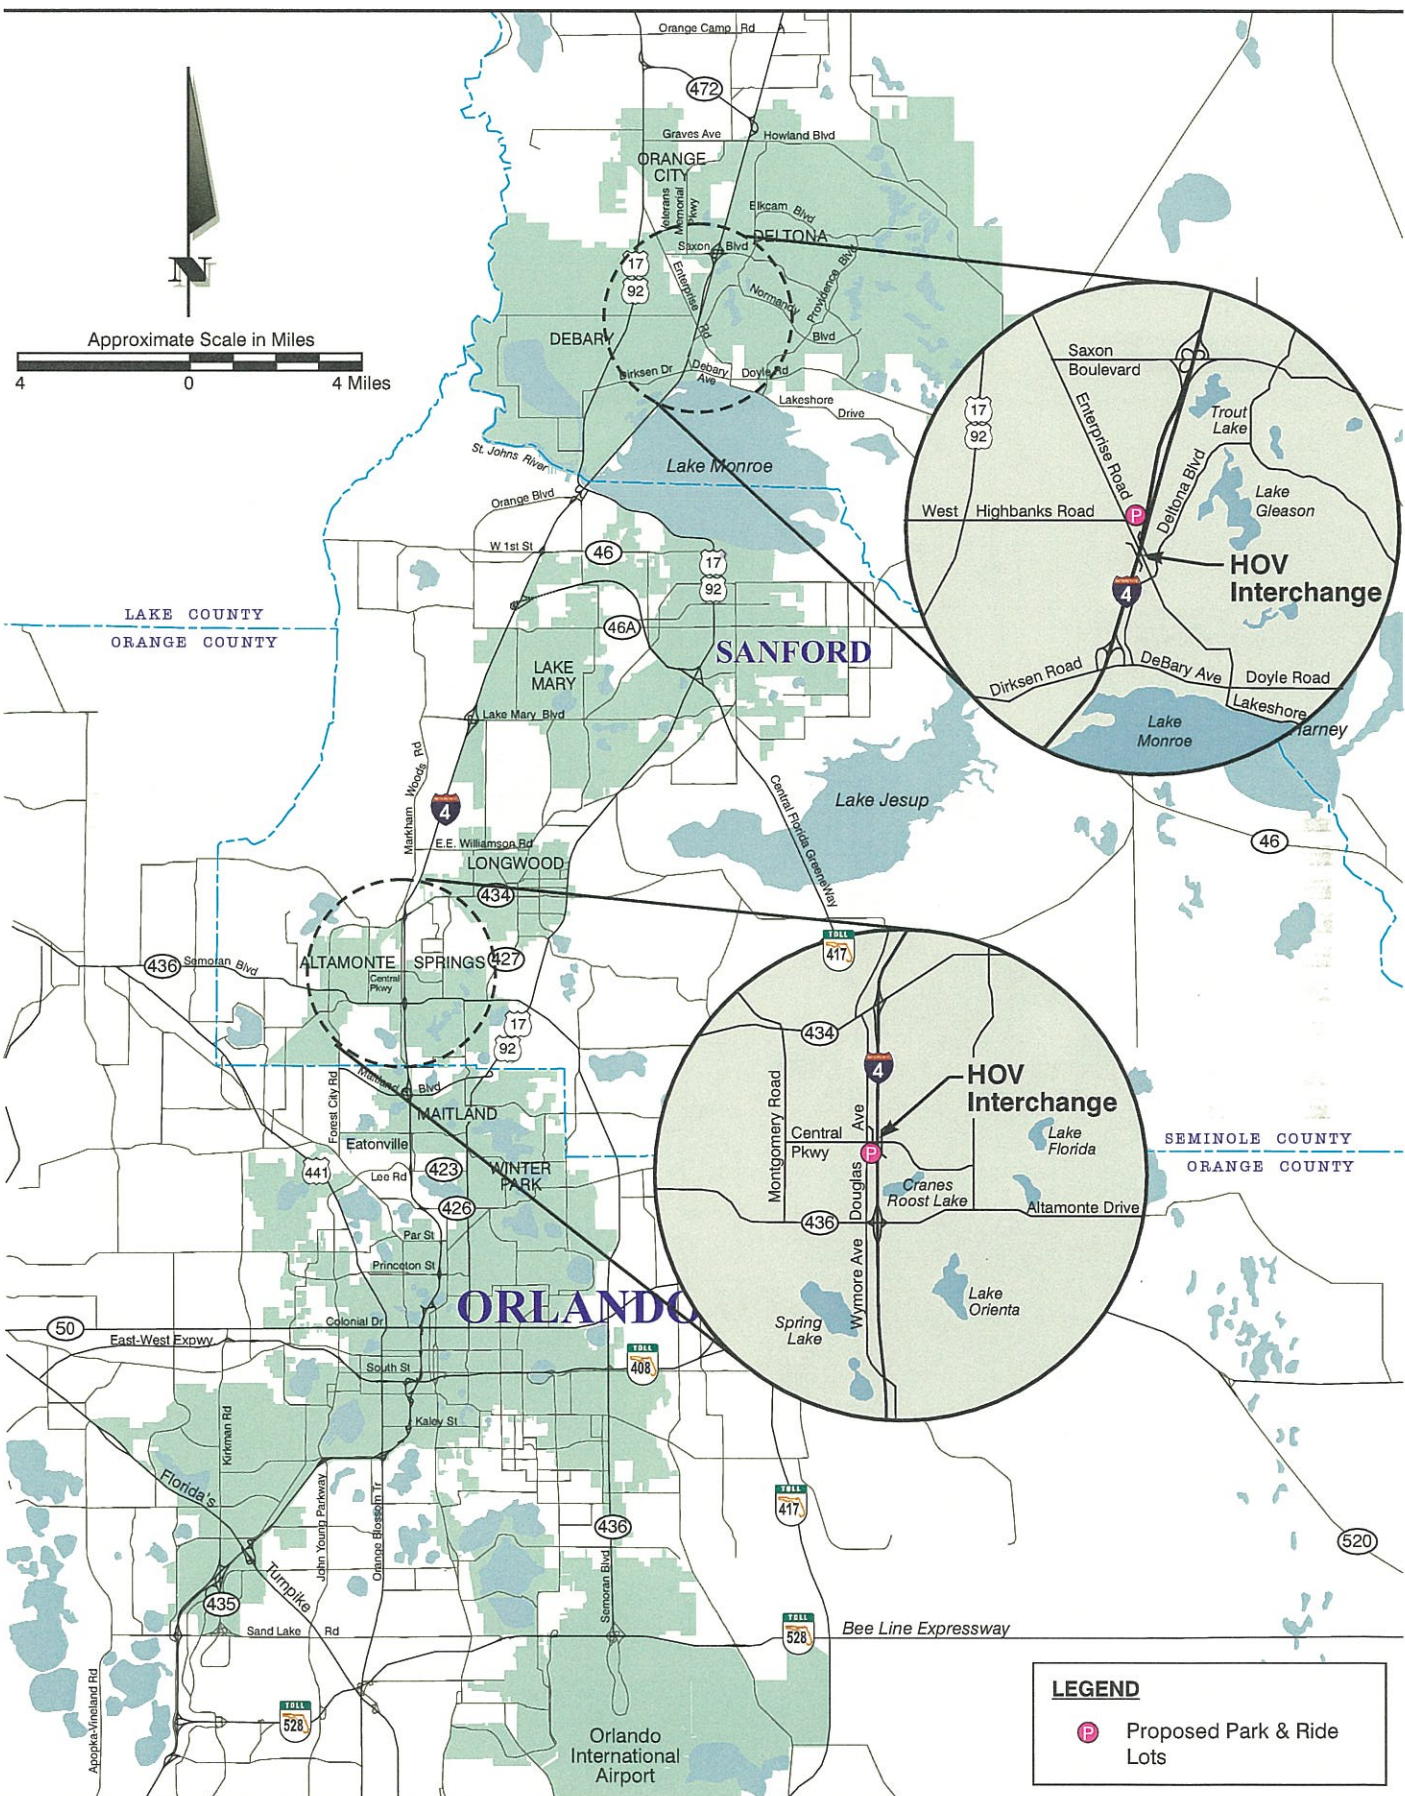 Orange Camp Rd
472
Graves Ave
Howland Blvd
ORANGE
CITY
Veterans
Memorial
Pkwy
Elkcam Blvd
DELTONA
Saxon Blvd
17
92
Enterprise
Rd
Normandy
Blvd
Providence Blvd
DEBARY
Dirksen Dr
Debary
Ave
Doyle Rd
Lakeshore
Drive
N
Approximate Scale in Miles
4
0
4 Miles
St. Johns River
Lake Monroe
Orange Blvd
W 1st St
46
17
92
46A
LAKE COUNTY
ORANGE COUNTY
SANFORD
LAKE
MARY
Lake Mary Blvd
Markham Woods Rd
4
E.E. Williamson Rd
LONGWOOD
434
Lake Jesup
Central Florida GreeneWay
Harney
46
Saxon
Boulevard
17
92
Enterprise Road
Trout
Lake
Deltona Blvd
Lake
Gleason
West Highbanks Road
P
HOV
Interchange
4
Dirksen Road
DeBary Ave
Doyle Road
Lakeshore
Lake
Monroe
436
Semoran Blvd
ALTAMONTE SPRINGS
427
Central
Pkwy
17
92
TOLL
417
Maitland Blvd
MAITLAND
Forest City Rd
Eatonville
441
Lee Rd
423
WINTER
PARK
426
Par St
Princeton St
434
4
HOV
Interchange
Montgomery Road
Central
Pkwy
Douglas Ave
P
Lake
Florida
Cranes
Roost Lake
436
Altamonte Drive
Wymore Ave
Spring
Lake
Lake
Orienta
SEMINOLE COUNTY
ORANGE COUNTY
ORLANDO
50
Colonial Dr
East-West Expwy
South St
TOLL
408
Kaley St
Kirkman Rd
Florida's
Turnpike
John Young Parkway
Orange Blossom Tr
436
Semoran Blvd
TOLL
417
520
435
Sand Lake Rd
TOLL
528
Bee Line Expressway
Apopka-Vineland Rd
TOLL
528
Orlando
International
Airport
LEGEND
P
Proposed Park & Ride
Lots